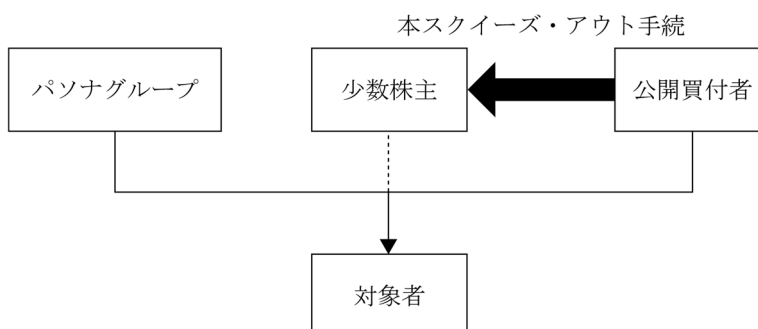 本スクイーズ・アウト手続
パソナグループ
少数株主
公開買付者
対象者